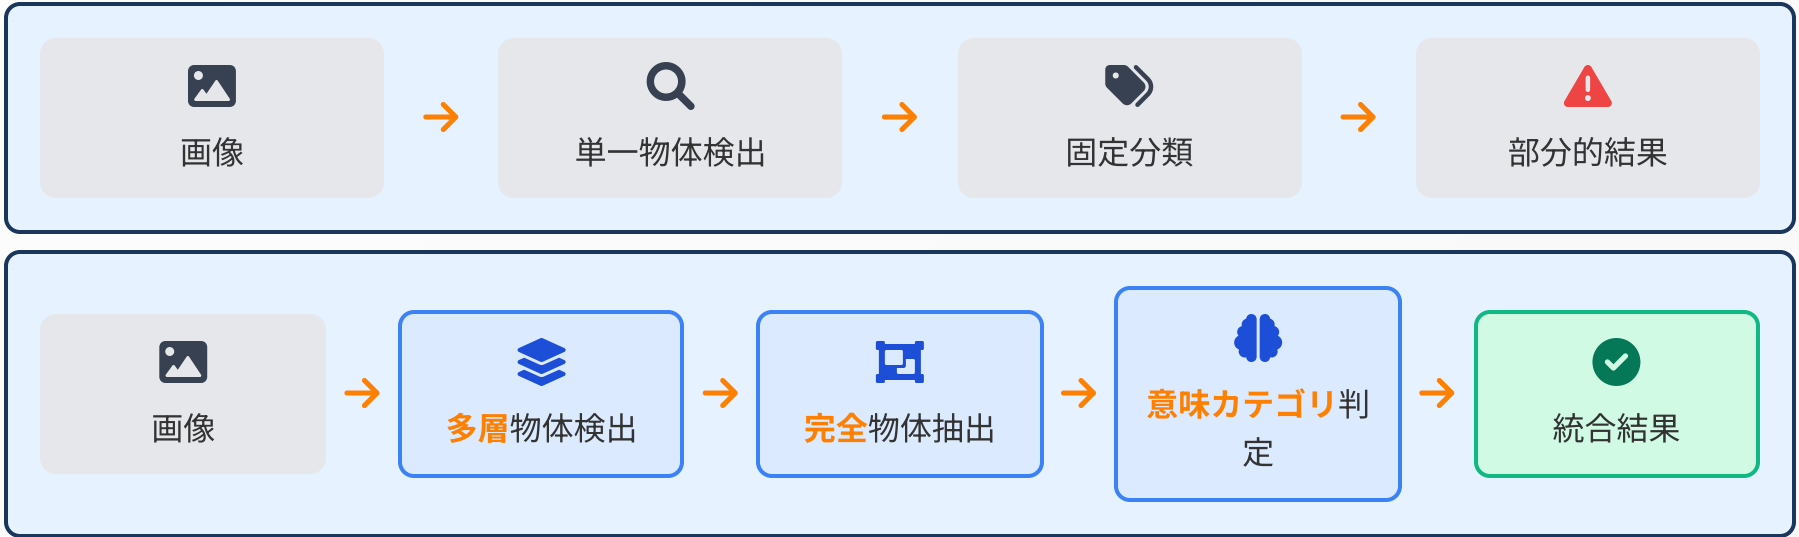 画像
単一物体検出
固定分類
部分的結果
画像
多層物体検出
完全物体抽出
意味カテゴリ判
定
統合結果